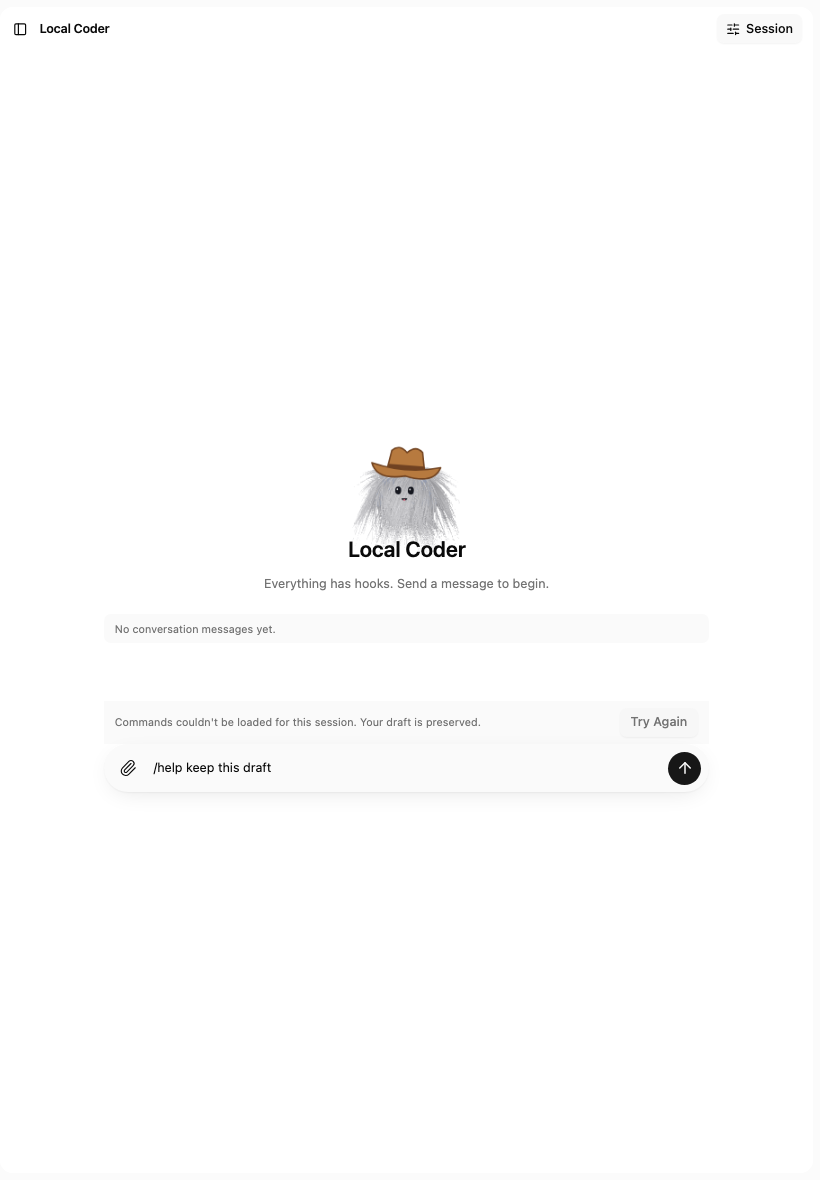 Local Coder
Session
Local Coder
Everything has hooks. Send a message to begin.
No conversation messages yet.
Commands couldn't be loaded for this session. Your draft is preserved.
Try Again
/help keep this draft